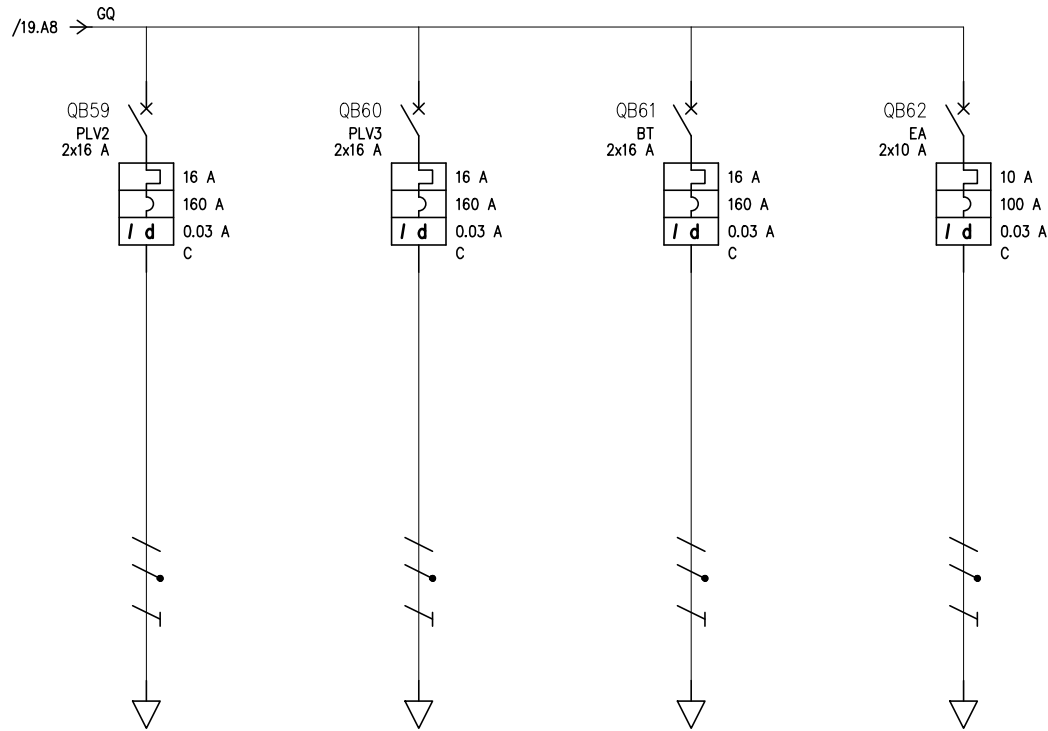 /19.A8
GQ
QB59
PLV2
2x16 A
16 A
160 A
I d
0.03 A
C
QB60
PLV3
2x16 A
16 A
160 A
I d
0.03 A
C
QB61
BT
2x16 A
16 A
160 A
I d
0.03 A
C
QB62
EA
2x10 A
10 A
100 A
I d
0.03 A
C